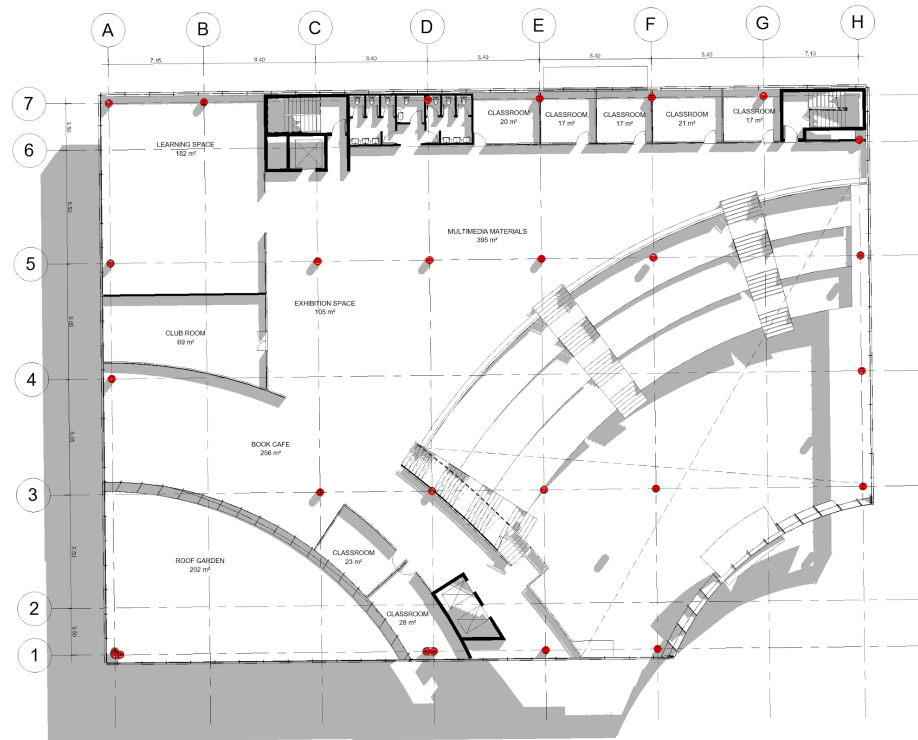 A B C D E F G H
7.15 8.40 8.40 8.40 8.40 8.40 7.13
7
CLASSROOM
20 m²
CLASSROOM
17 m²
CLASSROOM
17 m²
CLASSROOM
21 m²
CLASSROOM
17 m²
3.50
6
LEARNING SPACE
182 m²
MULTIMEDIA MATERIALS
395 m²
5
EXHIBITION SPACE
105 m²
CLUB ROOM
69 m²
4
BOOK CAFE
256 m²
3
ROOF GARDEN
202 m²
CLASSROOM
23 m²
2
CLASSROOM
28 m²
3.50
1